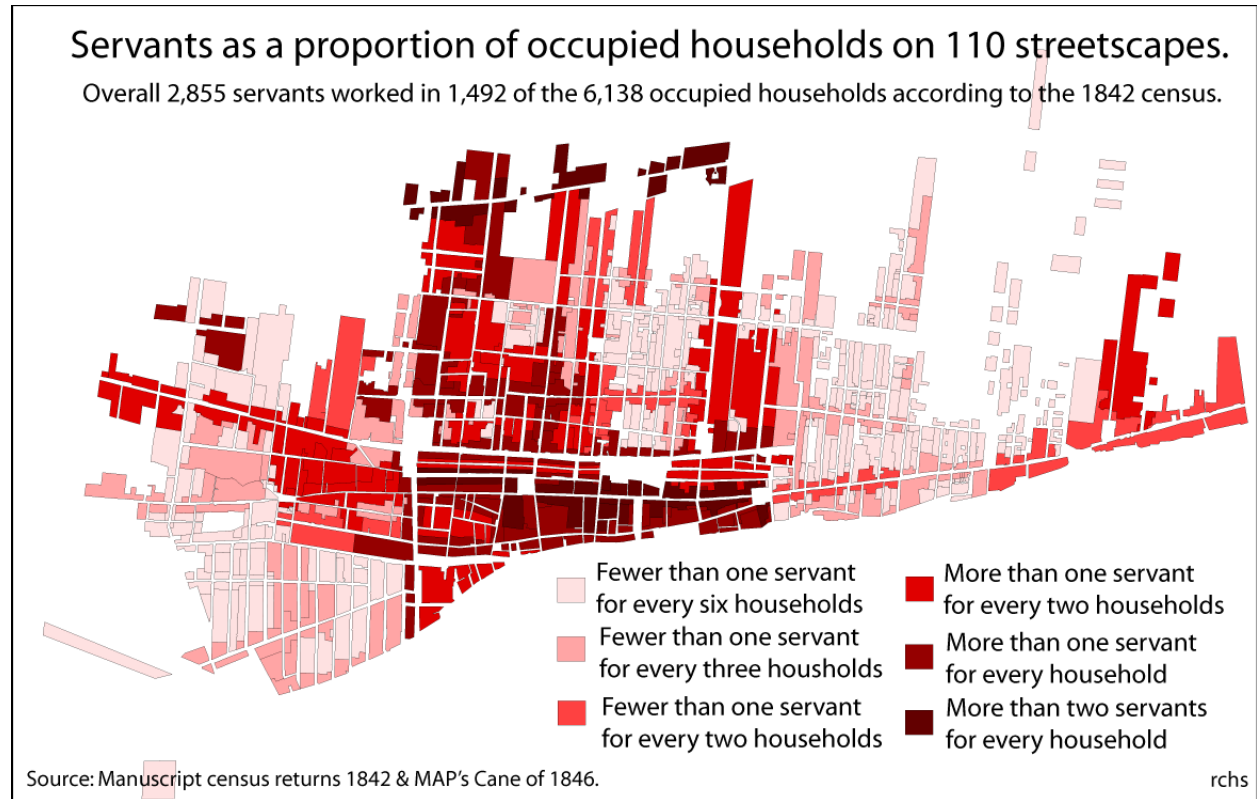 Servants as a proportion of occupied households on 110 streetscapes.
Overall 2,855 servants worked in 1,492 of the 6,138 occupied households according to the 1842 census.
Fewer than one servant
for every six households
Fewer than one servant
for every three housholds
Fewer than one servant
for every two households
More than one servant
for every two households
More than one servant
for every household
More than two servants
for every household
Source: Manuscript census returns 1842 & MAP's Cane of 1846.
rchs